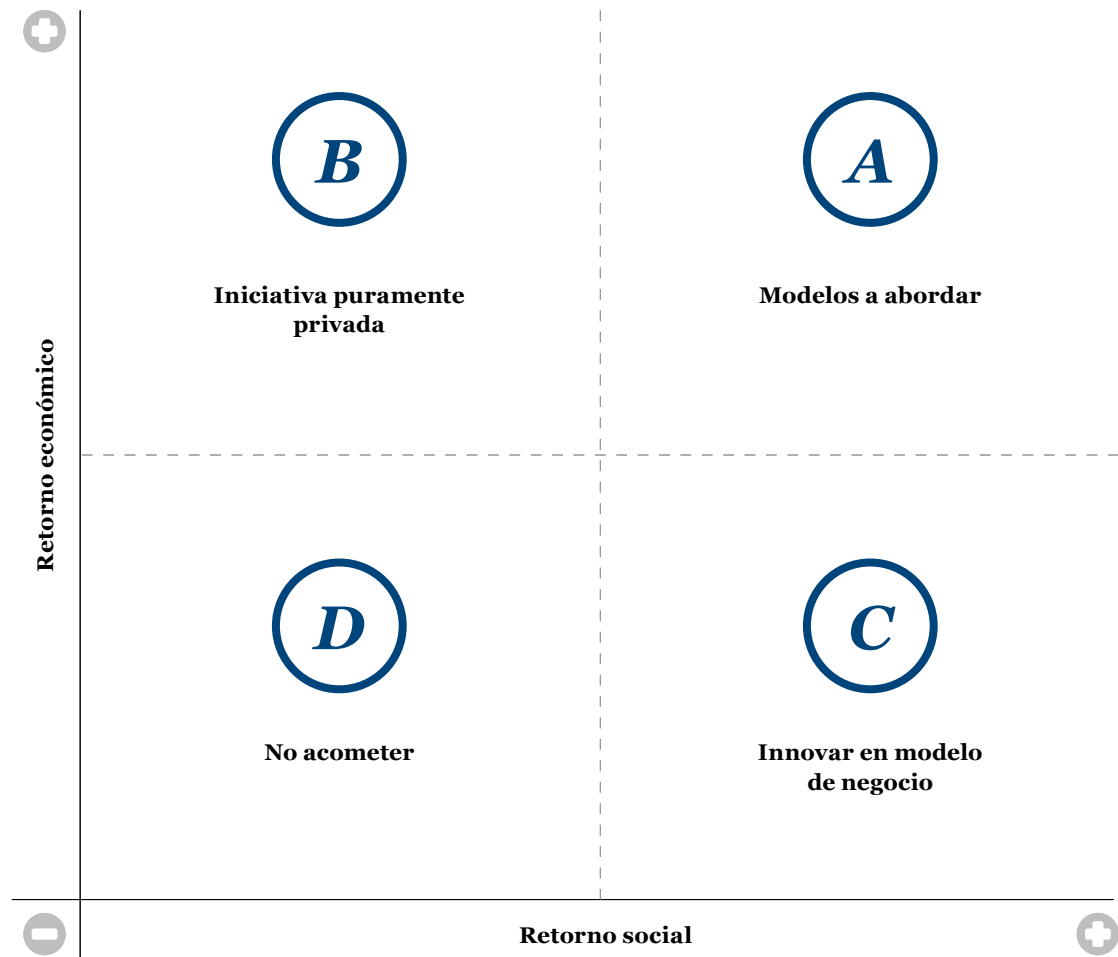 B
A
Iniciativa puramente
privada
Modelos a abordar
Retorno económico
D
C
No acometer
Innovar en modelo
de negocio
Retorno social